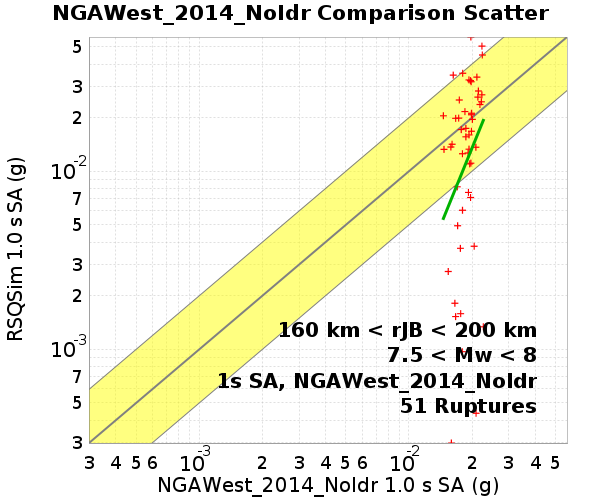 NGAWest_2014_NoIdr Comparison Scatter
RSQSim 1.0 s SA (g)
5
3
2
10-2
7
5
3
2
10-3
7
5
3
160 km < rJB < 200 km
7.5 < Mw < 8
1s SA, NGAWest_2014_NoIdr
51 Ruptures
3 4 5 6 10-3 2 3 4 5 6 10-2 2 3 4 5
NGAWest_2014_NoIdr 1.0 s SA (g)